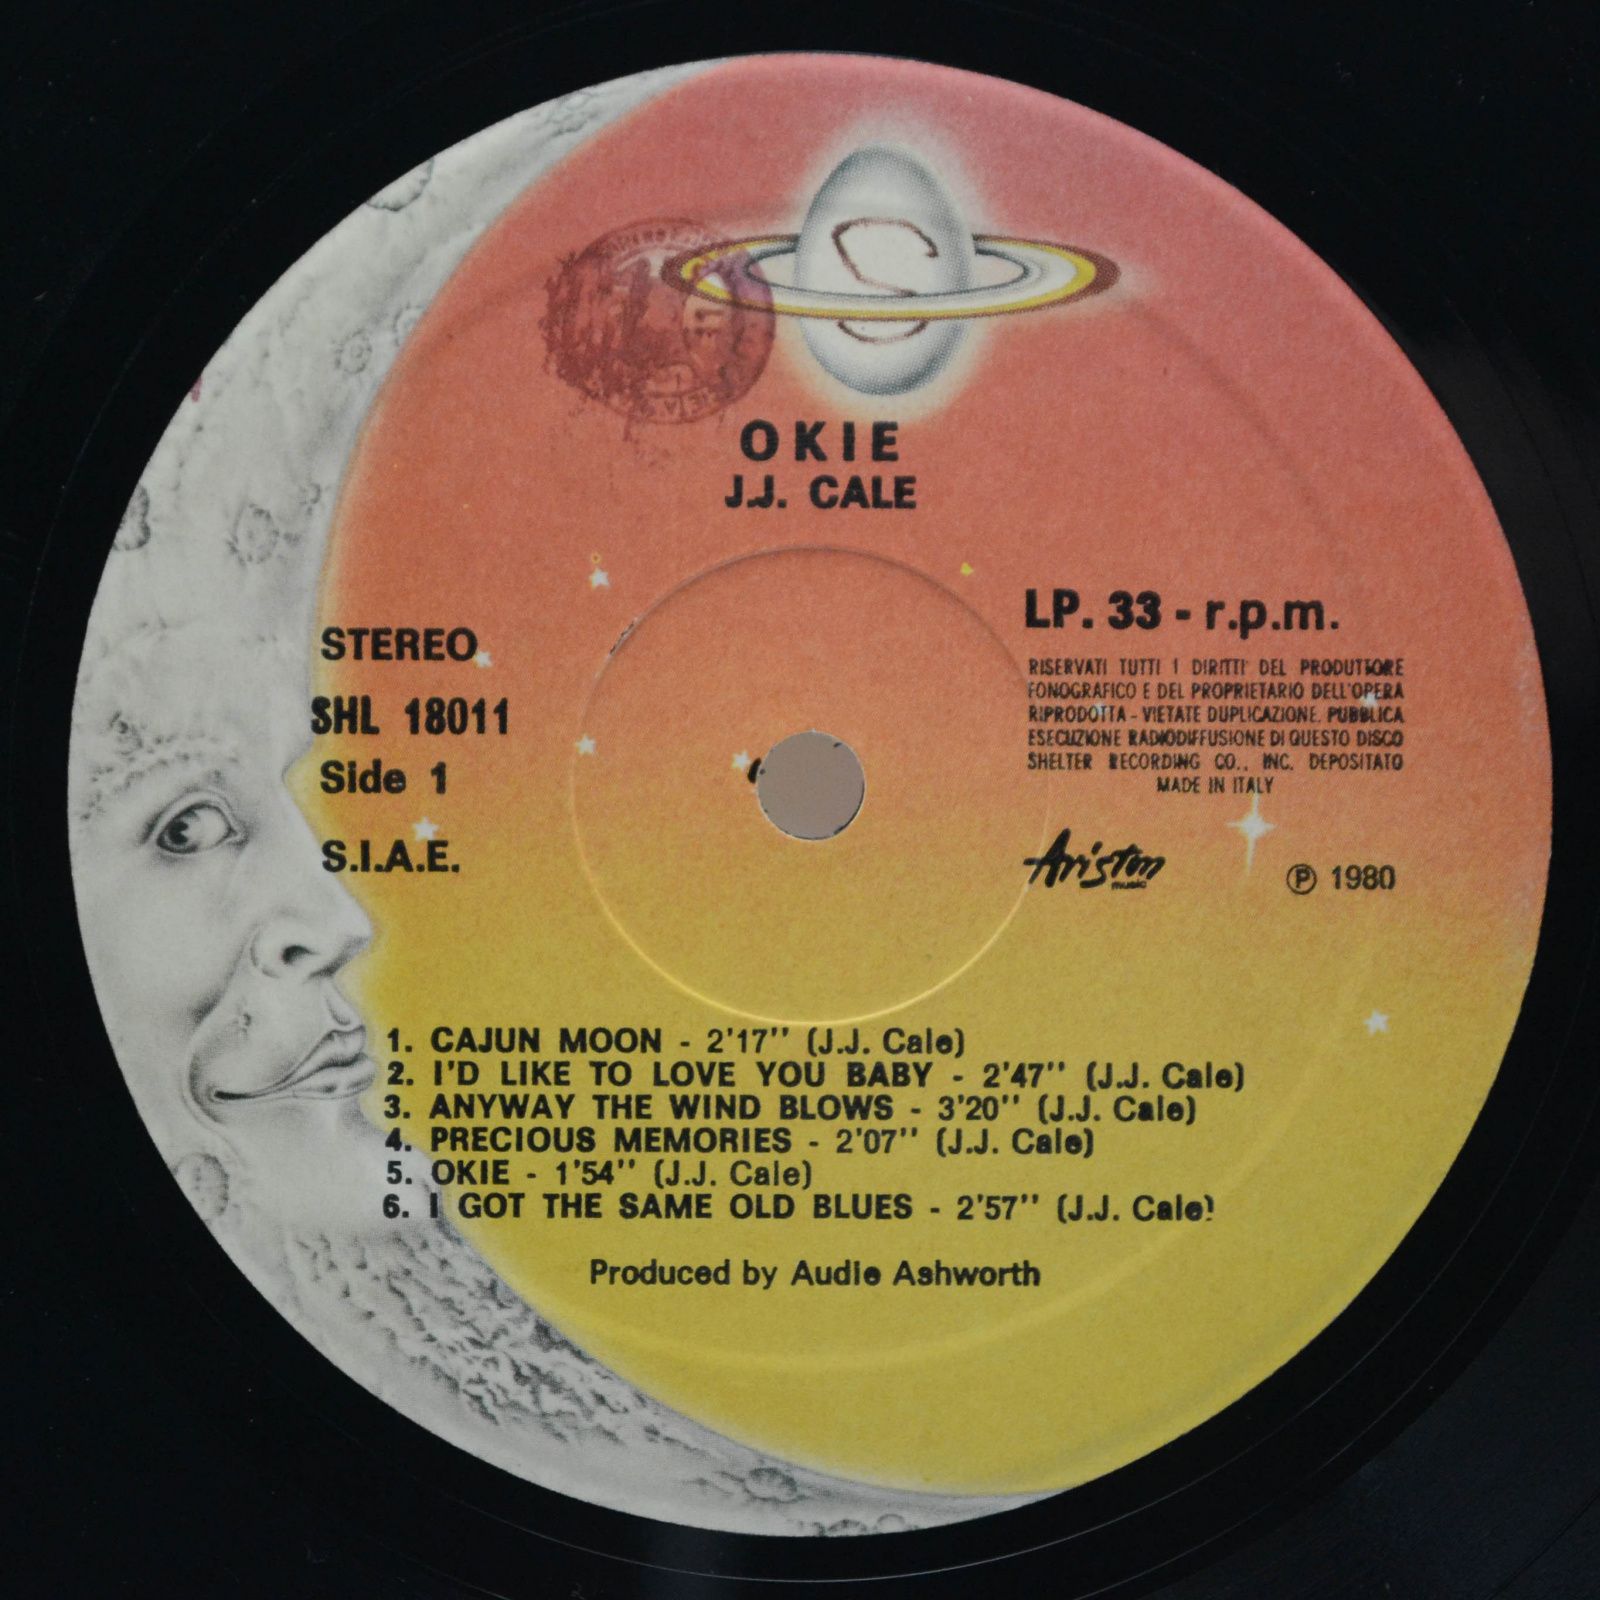 OKIE
J.J. CALE
STEREO
SHL 18011
Side 1
S.I.A.E.
LP. 33 - r.p.m.
RISERVATI TUTTI I DIRITTI DEL PRODUTTORE
FONOGRAFICO E DEL PROPRIETARIO DELL'OPERA
RIPRODOTTA - VIETATE DUPLICAZIONE, PUBBLICA
ESECUZIONE RADIODIFFUSIONE DI QUESTO DISCO
SHELTER RECORDING CO., INC. DEPOSITATO
MADE IN ITALY
Ariston
music
Ⓟ 1980
1. CAJUN MOON - 2'17'' (J.J. Cale)
2. I'D LIKE TO LOVE YOU BABY - 2'47'' (J.J. Cale)
3. ANYWAY THE WIND BLOWS - 3'20'' (J.J. Cale)
4. PRECIOUS MEMORIES - 2'07'' (J.J. Cale)
5. OKIE - 1'54'' (J.J. Cale)
6. I GOT THE SAME OLD BLUES - 2'57'' (J.J. Cale)
Produced by Audie Ashworth